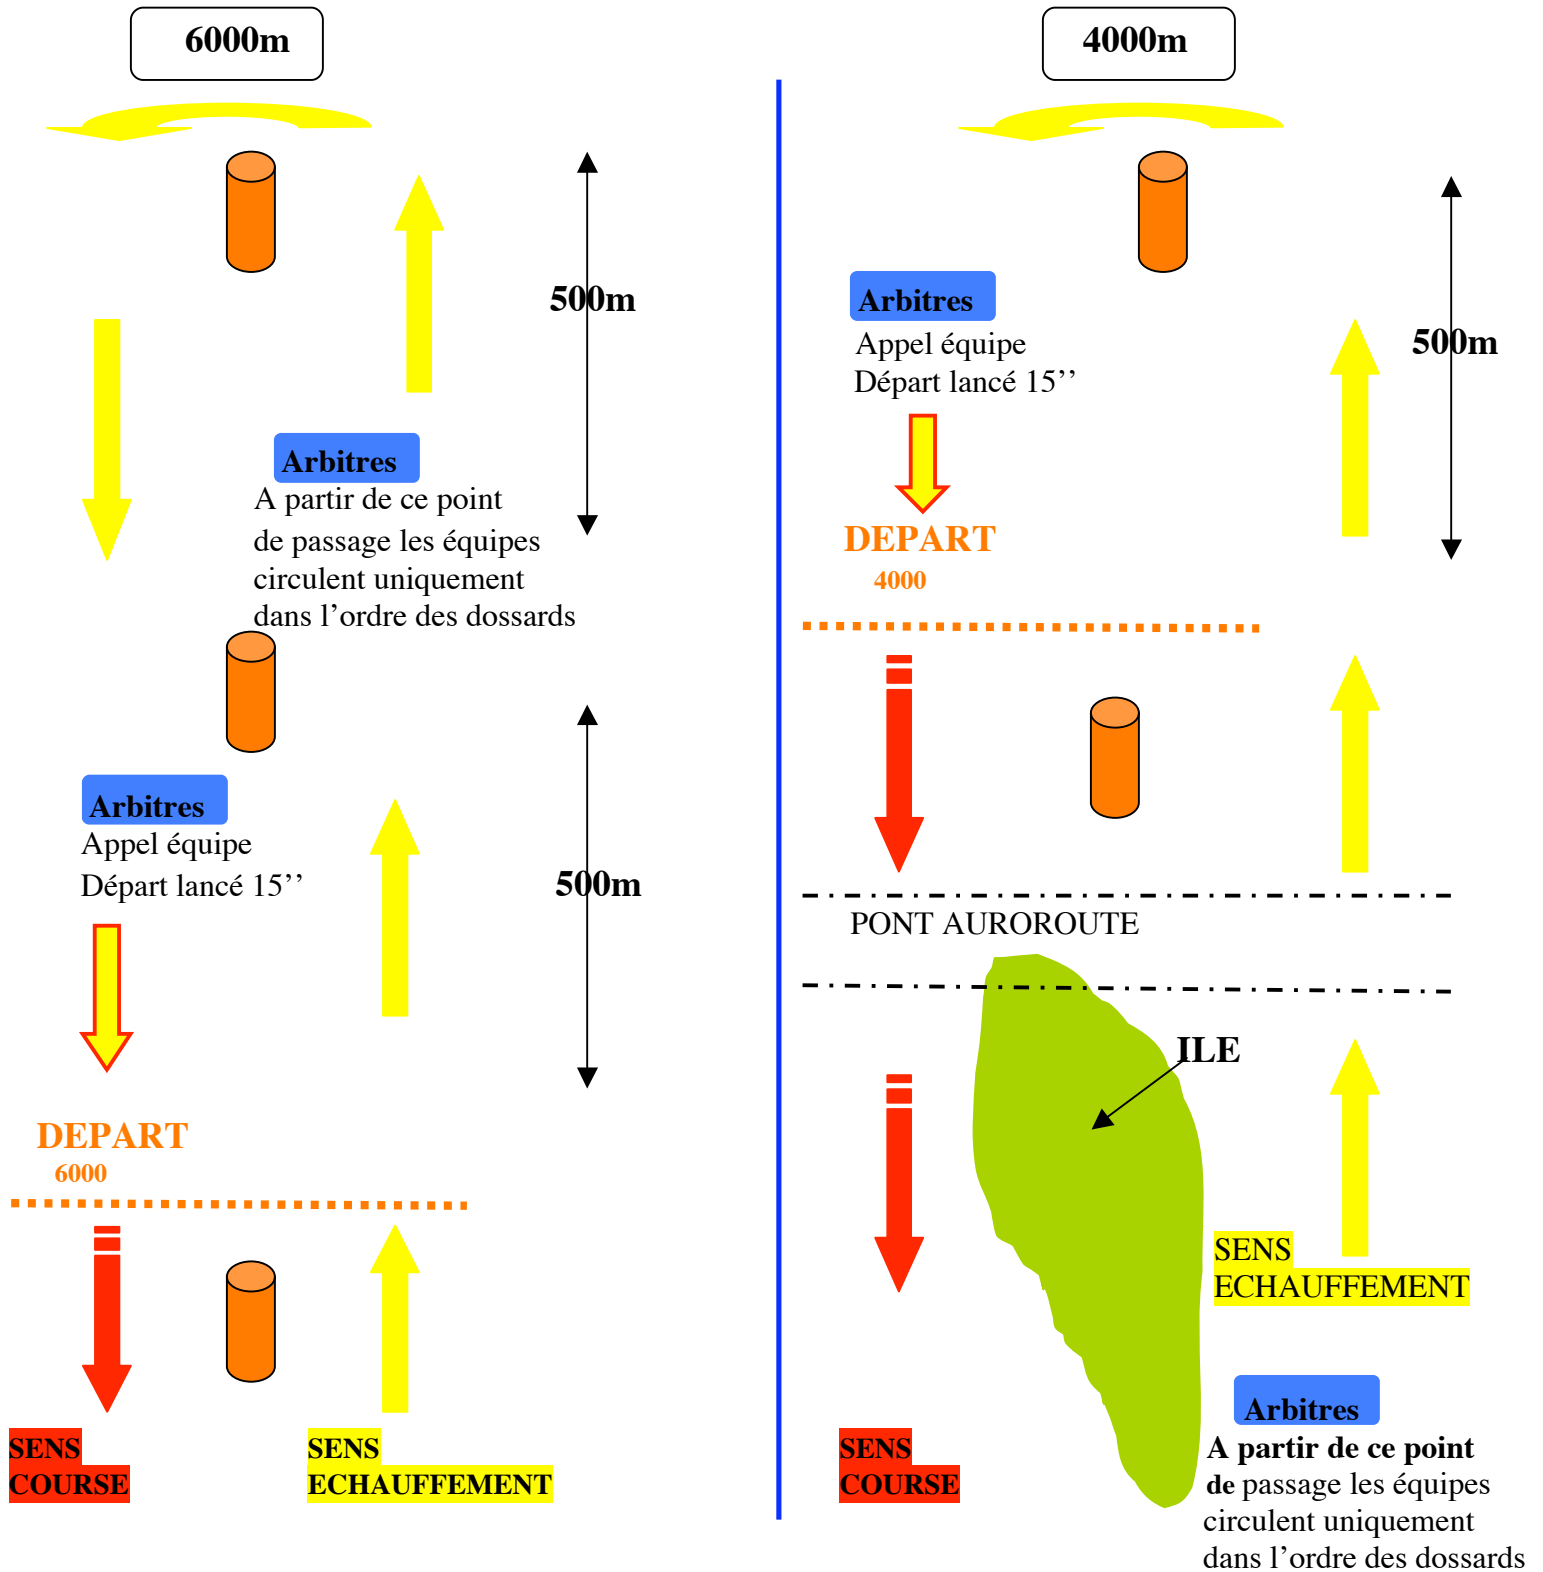 6000m
500m
Arbitres
A partir de ce point
de passage les équipes
circulent uniquement
dans l’ordre des dossards
Arbitres
Appel équipe
Départ lancé 15’’
500m
DEPART
6000
SENS
COURSE
SENS
ECHAUFFEMENT
4000m
Arbitres
Appel équipe
Départ lancé 15’’
500m
DEPART
4000
PONT AUROROUTE
ILE
SENS
ECHAUFFEMENT
SENS
COURSE
Arbitres
A partir de ce point
de passage les équipes
circulent uniquement
dans l’ordre des dossards